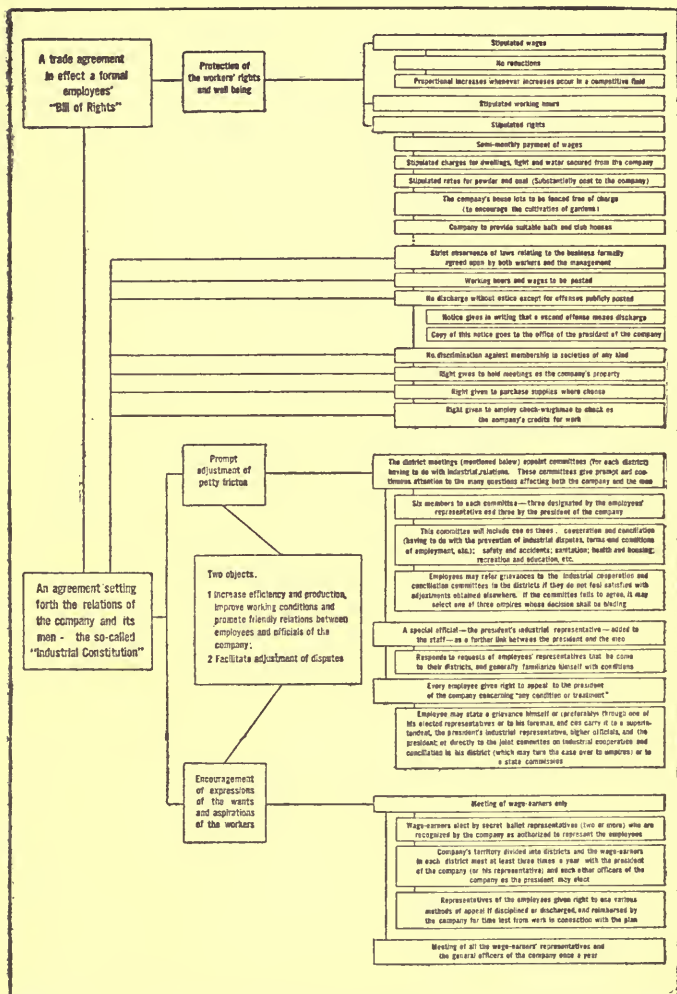 A trade agreement
in effect a formal
employees'
"Bill of Rights"
Protection of
the workers' rights
and well being
Stipulated wages
No reductions
Proportional increases whenever increases occur in a competitive field
Stipulated working hours
Stipulated rights
Semi-monthly payment of wages
Stipulated charges for dwellings, light and water secured from the company
Stipulated rates for powder and coal (Substantially cost to the company)
The company's house lots to be fenced free of charge
(to encourage the cultivation of gardens)
Company to provide suitable bath and club houses
Strict observance of laws relating to the business formally
agreed upon by both workers and the management
Working hours and wages to be posted
No discharge without notice except for offenses publicly posted
Notice given in writing that a second offense means discharge
Copy of this notice goes to the office of the president of the company
No discrimination against membership in societies of any kind
Right given to hold meetings on the company's property
Right given to purchase supplies where choose
Right given to employ check-weighman to check on
the company's credits for work
An agreement setting
forth the relations of
the company and its
men - the so-called
"Industrial Constitution"
Prompt
adjustment of
petty friction
Two objects.
1 Increase efficiency and production,
improve working conditions and
promote friendly relations between
employees and officials of the
company;
2 Facilitate adjustment of disputes
Encouragement
of expressions
of the wants
and aspirations
of the workers
The district meetings (mentioned below) appoint committees (for each district)
having to do with industrial relations. These committees give prompt and con-
tinuous attention to the many questions affecting both the company and the men
Six members to each committee—three designated by the employees'
representative and three by the president of the company
This committee will include one on these: cooperation and conciliation
(having to do with the prevention of industrial disputes, terms and conditions
of employment, etc.); safety and accidents; sanitation; health and housing;
recreation and education, etc.
Employees may refer grievances to the industrial cooperation and
conciliation committees in the districts if they do not feel satisfied with
adjustments obtained elsewhere. If the committee fails to agree, it may
select one of three empires whose decision shall be binding
A special official—the president's industrial representative—added to
the staff—as a further link between the president and the men
Responds to requests of employees' representatives that he come
to their districts, and generally familiarize himself with conditions
Every employee given right to appeal to the president
of the company concerning "any condition or treatment"
Employee may state a grievance himself or (preferably) through one of
his elected representatives or to his foreman, and can carry it to a superin-
tendent, the president's industrial representative, higher officials, and the
president; or directly to the joint committee on industrial cooperation and
conciliation in his district (which may turn the case over to umpires) or to
a state commission
Meeting of wage-earners only
Wage-earners elect by secret ballot representatives (two or more) who are
recognized by the company as authorized to represent the employees
Company's territory divided into districts and the wage-earners
in each district meet at least three times a year with the president
of the company (or his representative) and such other officers of the
company as the president may elect
Representatives of the employees given right to use various
methods of appeal if disciplined or discharged, and reimbursed by
the company for time lost from work in connection with the plan
Meeting of all the wage-earners' representatives and
the general officers of the company once a year